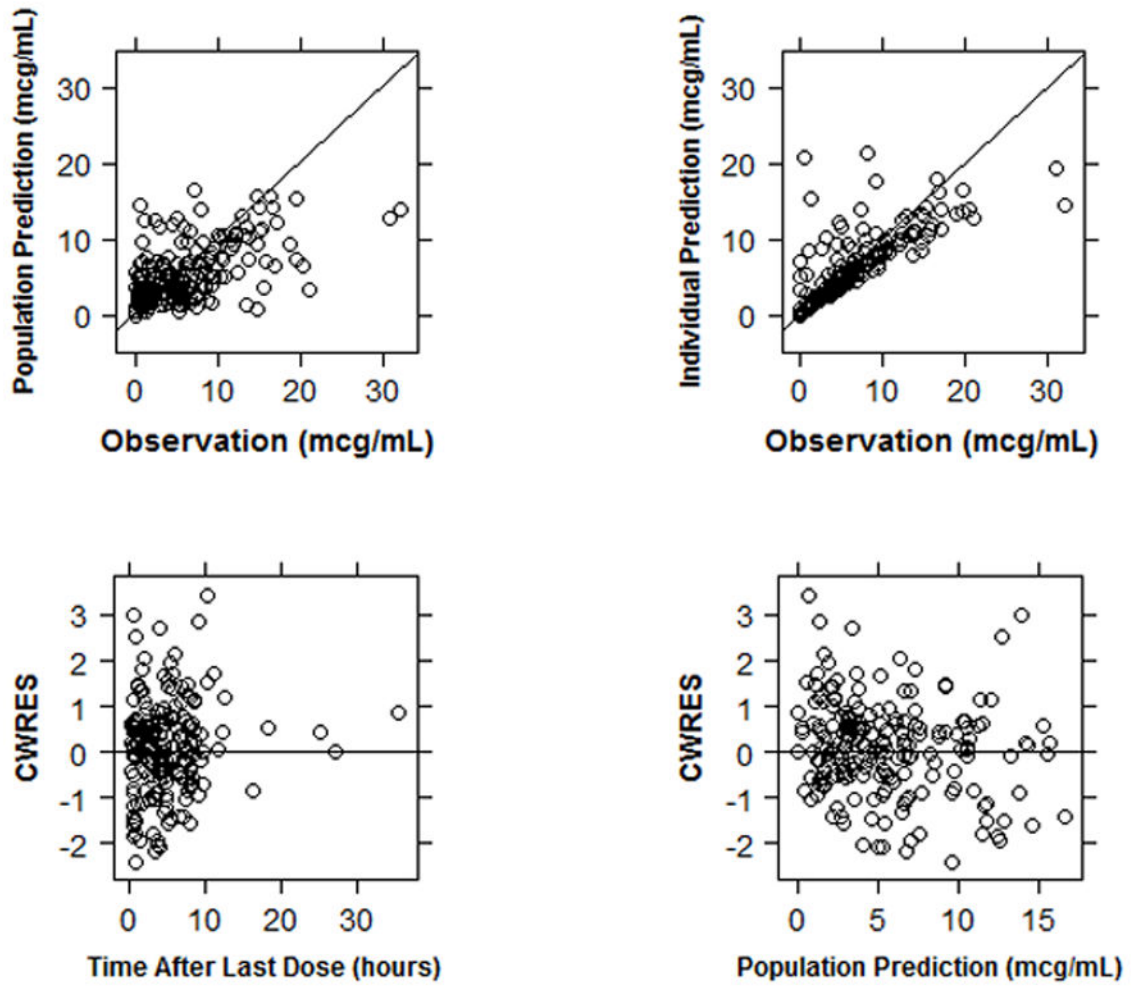 Population Prediction (mcg/mL)
30
20
10
0
0 10 20 30
Observation (mcg/mL)
Individual Prediction (mcg/mL)
30
20
10
0
0 10 20 30
Observation (mcg/mL)
CWRES
3
2
1
0
-1
-2
0 10 20 30
Time After Last Dose (hours)
CWRES
3
2
1
0
-1
-2
0 5 10 15
Population Prediction (mcg/mL)